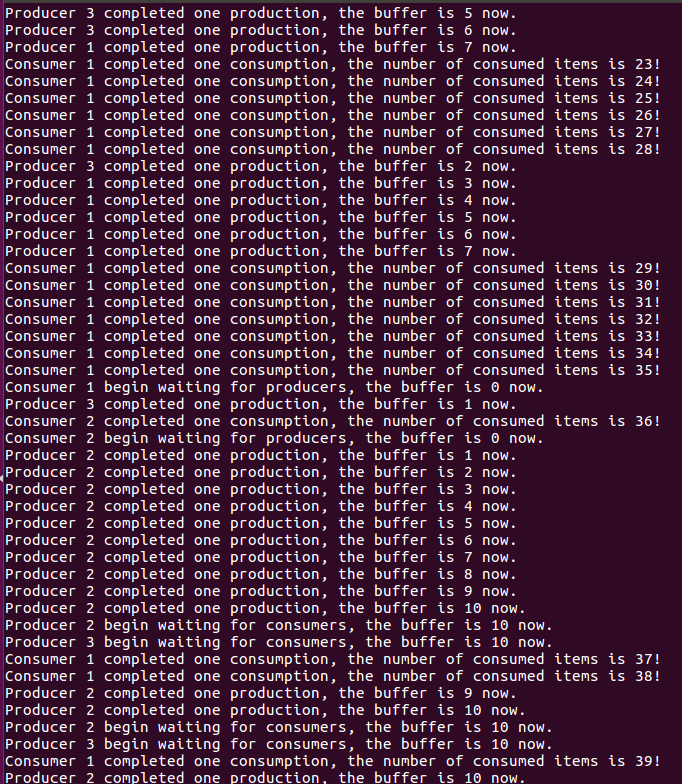 Producer 3 completed one production, the buffer is 5 now.
Producer 3 completed one production, the buffer is 6 now.
Producer 1 completed one production, the buffer is 7 now.
Consumer 1 completed one consumption, the number of consumed items is 23!
Consumer 1 completed one consumption, the number of consumed items is 24!
Consumer 1 completed one consumption, the number of consumed items is 25!
Consumer 1 completed one consumption, the number of consumed items is 26!
Consumer 1 completed one consumption, the number of consumed items is 27!
Consumer 1 completed one consumption, the number of consumed items is 28!
Producer 3 completed one production, the buffer is 2 now.
Producer 1 completed one production, the buffer is 3 now.
Producer 1 completed one production, the buffer is 4 now.
Producer 1 completed one production, the buffer is 5 now.
Producer 1 completed one production, the buffer is 6 now.
Producer 1 completed one production, the buffer is 7 now.
Consumer 1 completed one consumption, the number of consumed items is 29!
Consumer 1 completed one consumption, the number of consumed items is 30!
Consumer 1 completed one consumption, the number of consumed items is 31!
Consumer 1 completed one consumption, the number of consumed items is 32!
Consumer 1 completed one consumption, the number of consumed items is 33!
Consumer 1 completed one consumption, the number of consumed items is 34!
Consumer 1 completed one consumption, the number of consumed items is 35!
Consumer 1 begin waiting for producers, the buffer is 0 now.
Producer 3 completed one production, the buffer is 1 now.
Consumer 2 completed one consumption, the number of consumed items is 36!
Consumer 2 begin waiting for producers, the buffer is 0 now.
Producer 2 completed one production, the buffer is 1 now.
Producer 2 completed one production, the buffer is 2 now.
Producer 2 completed one production, the buffer is 3 now.
Producer 2 completed one production, the buffer is 4 now.
Producer 2 completed one production, the buffer is 5 now.
Producer 2 completed one production, the buffer is 6 now.
Producer 2 completed one production, the buffer is 7 now.
Producer 2 completed one production, the buffer is 8 now.
Producer 2 completed one production, the buffer is 9 now.
Producer 2 completed one production, the buffer is 10 now.
Producer 2 begin waiting for consumers, the buffer is 10 now.
Producer 3 begin waiting for consumers, the buffer is 10 now.
Consumer 1 completed one consumption, the number of consumed items is 37!
Consumer 1 completed one consumption, the number of consumed items is 38!
Producer 2 completed one production, the buffer is 9 now.
Producer 2 completed one production, the buffer is 10 now.
Producer 2 begin waiting for consumers, the buffer is 10 now.
Producer 3 begin waiting for consumers, the buffer is 10 now.
Consumer 1 completed one consumption, the number of consumed items is 39!
Producer 2 completed one production, the buffer is 10 now.